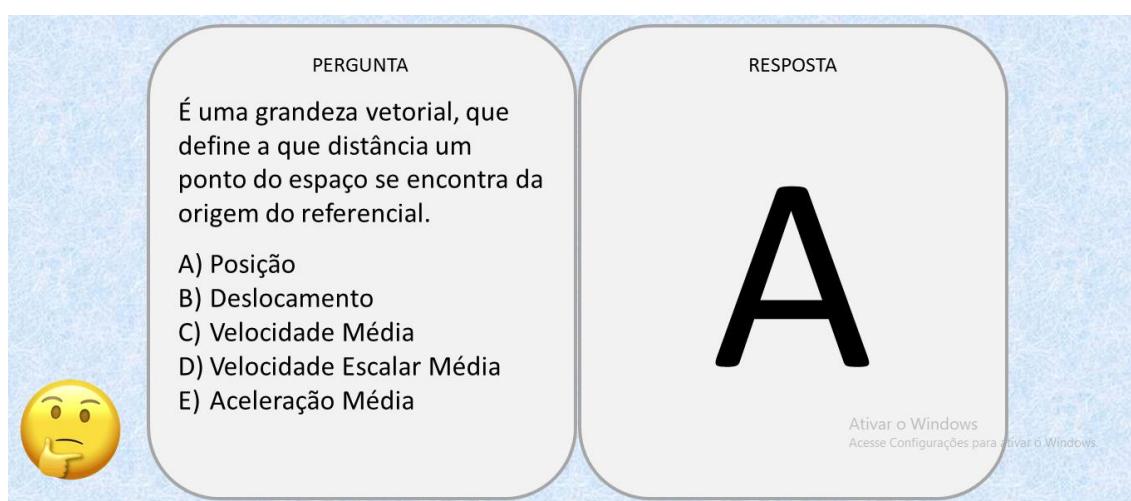 PERGUNTA
É uma grandeza vetorial, que
define a que distância um
ponto do espaço se encontra da
origem do referencial.
A) Posição
B) Deslocamento
C) Velocidade Média
D) Velocidade Escalar Média
E) Aceleração Média
RESPOSTA
A
Ativar o Windows
Acesse Configurações para ativar o Windows.